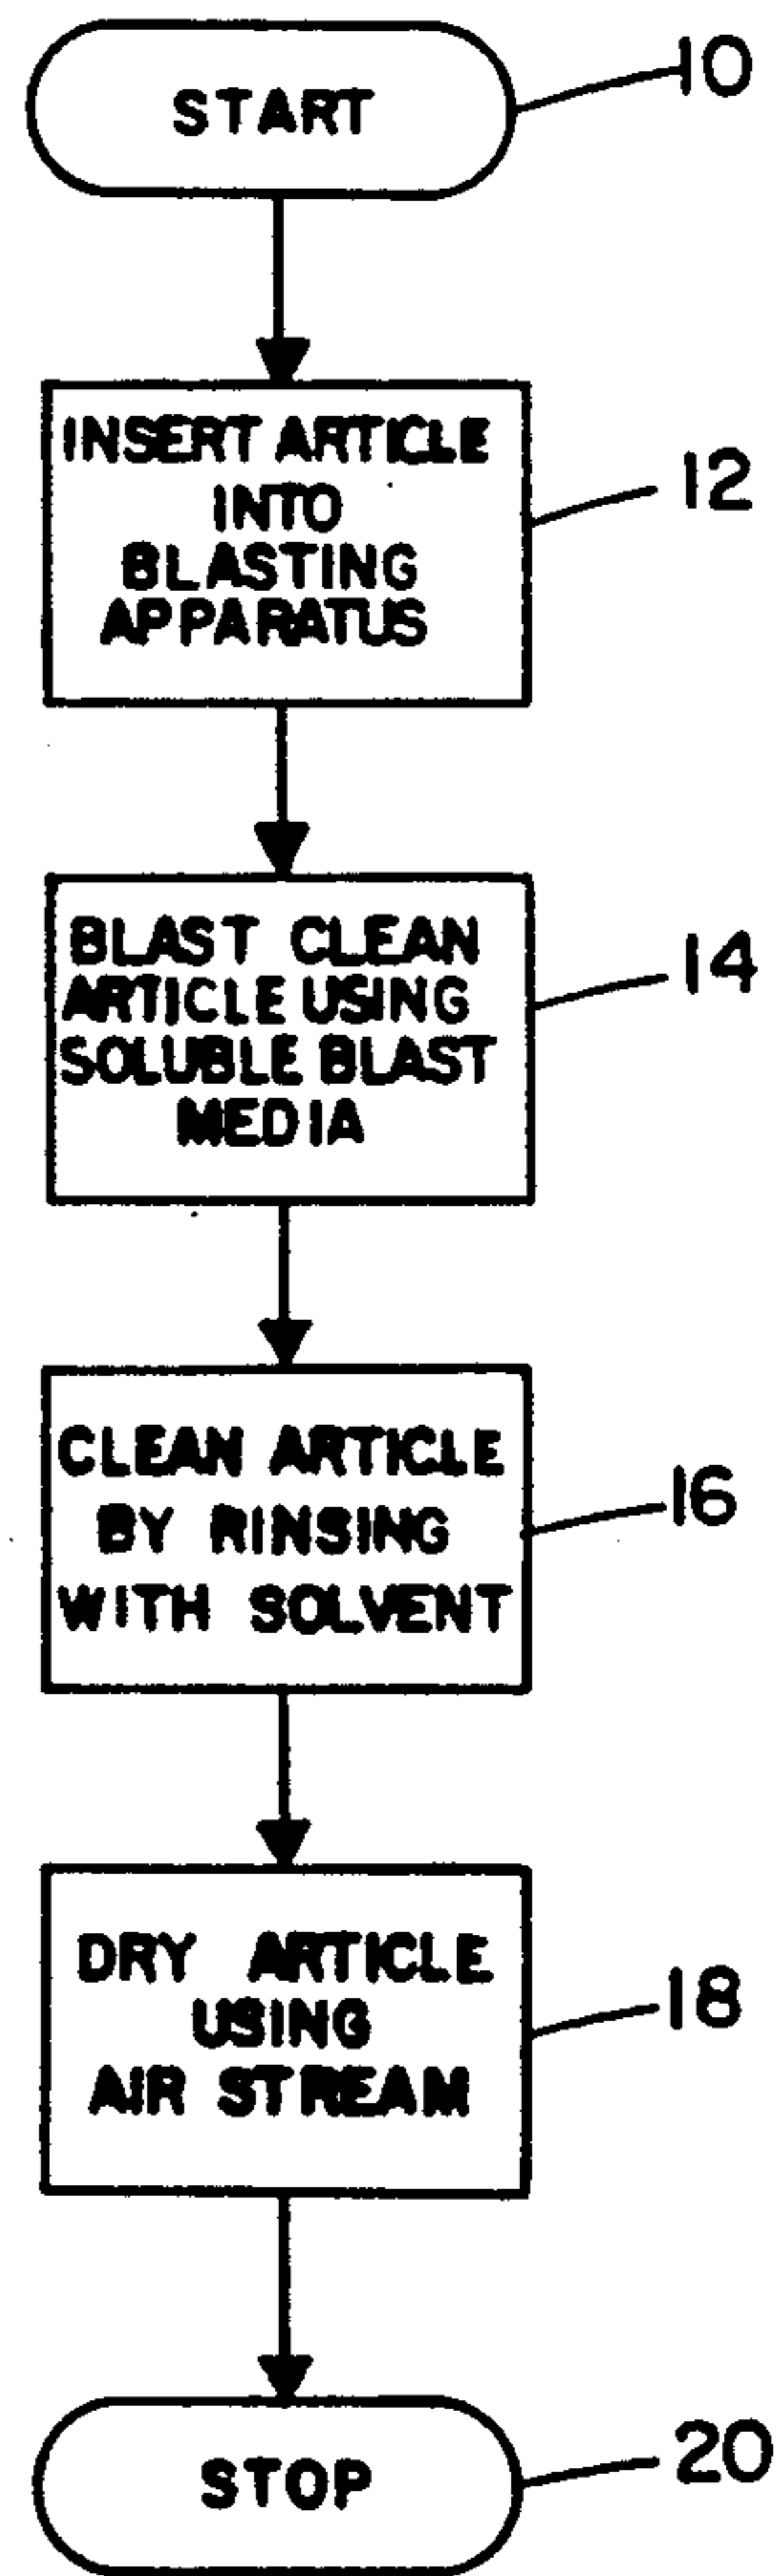 START
10
INSERT ARTICLE
INTO
BLASTING
APPARATUS
12
BLAST CLEAN
ARTICLE USING
SOLUBLE BLAST
MEDIA
14
CLEAN ARTICLE
BY RINSING
WITH SOLVENT
16
DRY ARTICLE
USING
AIR STREAM
18
STOP
20